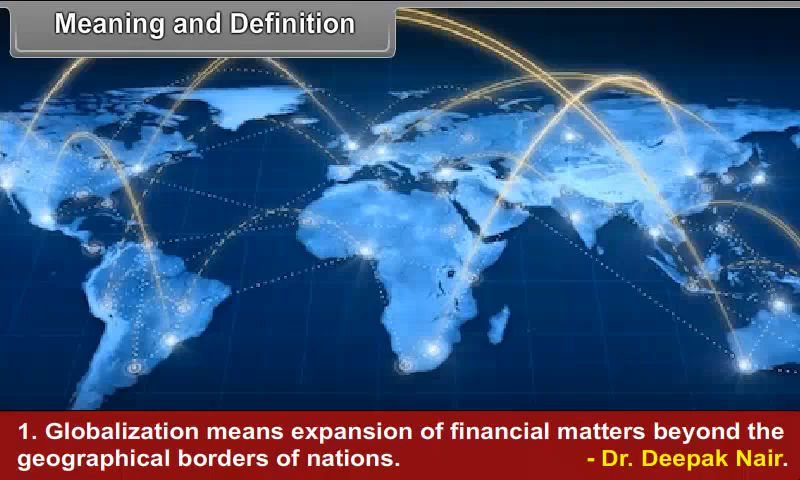 Meaning and Definition
1. Globalization means expansion of financial matters beyond the
geographical borders of nations. - Dr. Deepak Nair.